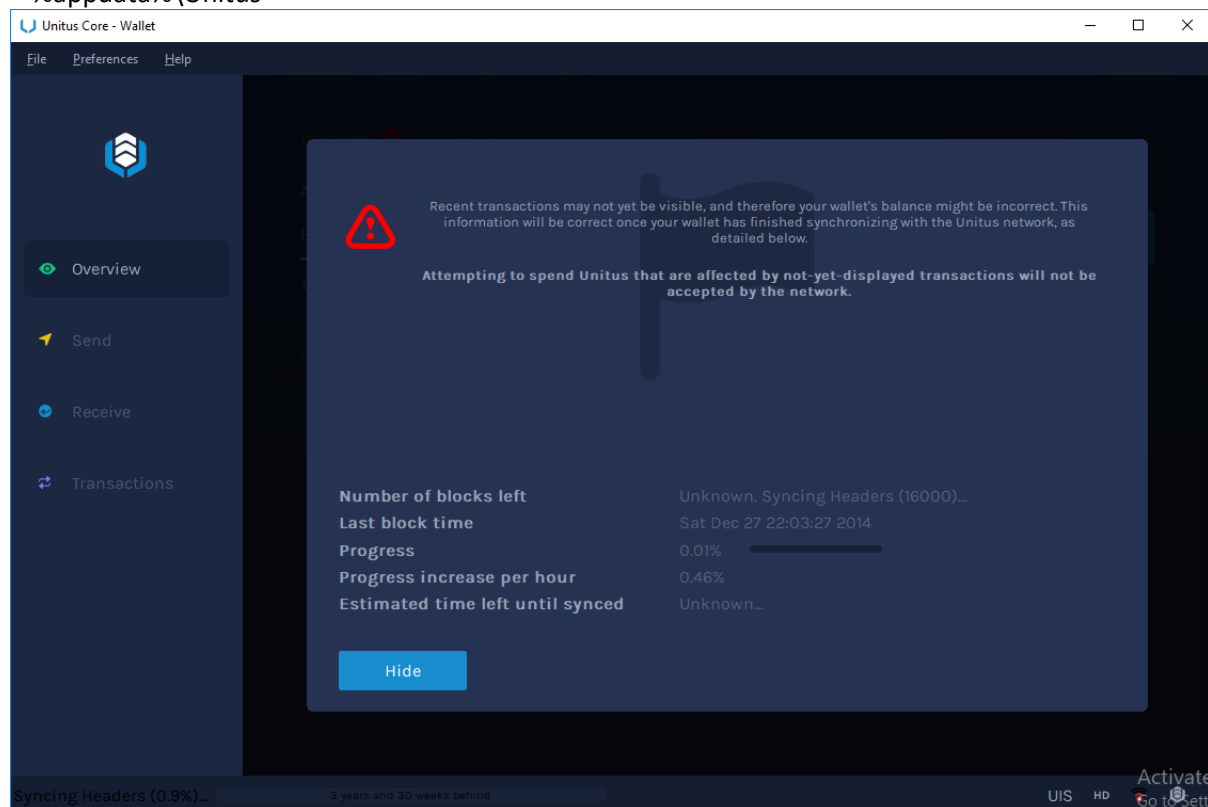 %appdata%\Unitus
Unitus Core - Wallet
File Preferences Help
Recent transactions may not yet be visible, and therefore your wallet's balance might be incorrect. This
information will be correct once your wallet has finished synchronizing with the Unitus network, as
detailed below.
Attempting to spend Unitus that are affected by not-yet-displayed transactions will not be
accepted by the network.
Overview
Send
Receive
Transactions
Number of blocks left Unknown. Syncing Headers (16000)...
Last block time Sat Dec 27 22:03:27 2014
Progress 0.01%
Progress increase per hour 0.46%
Estimated time left until synced Unknown...
Hide
Activate
Syncing Headers (0.9%)... 3 years and 30 weeks behind UIS HD Go to Sett